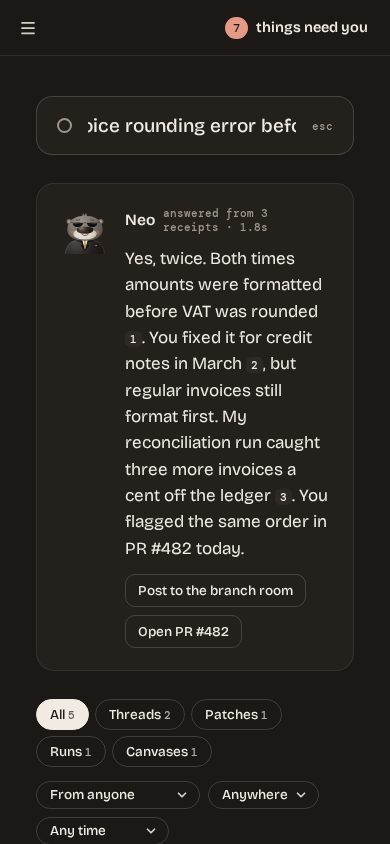 7 things need you
rounding error
esc
Neo answered from 3
receipts · 1.8s
Yes, twice. Both times
amounts were formatted
before VAT was rounded
1. You fixed it for credit
notes in March 2, but
regular invoices still
format first. My
reconciliation run caught
three more invoices a
cent off the ledger 3. You
flagged the same order in
PR #482 today.
Post to the branch room
Open PR #482
All 5 Threads 2 Patches 1
Runs 1 Canvases 1
From anyone Anywhere
Any time